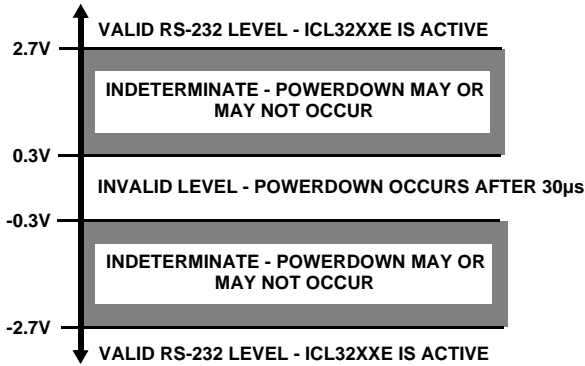 VALID RS-232 LEVEL - ICL32XXE IS ACTIVE
2.7V
INDETERMINATE - POWERDOWN MAY OR
MAY NOT OCCUR
0.3V
INVALID LEVEL - POWERDOWN OCCURS AFTER 30µs
-0.3V
INDETERMINATE - POWERDOWN MAY OR
MAY NOT OCCUR
-2.7V
VALID RS-232 LEVEL - ICL32XXE IS ACTIVE